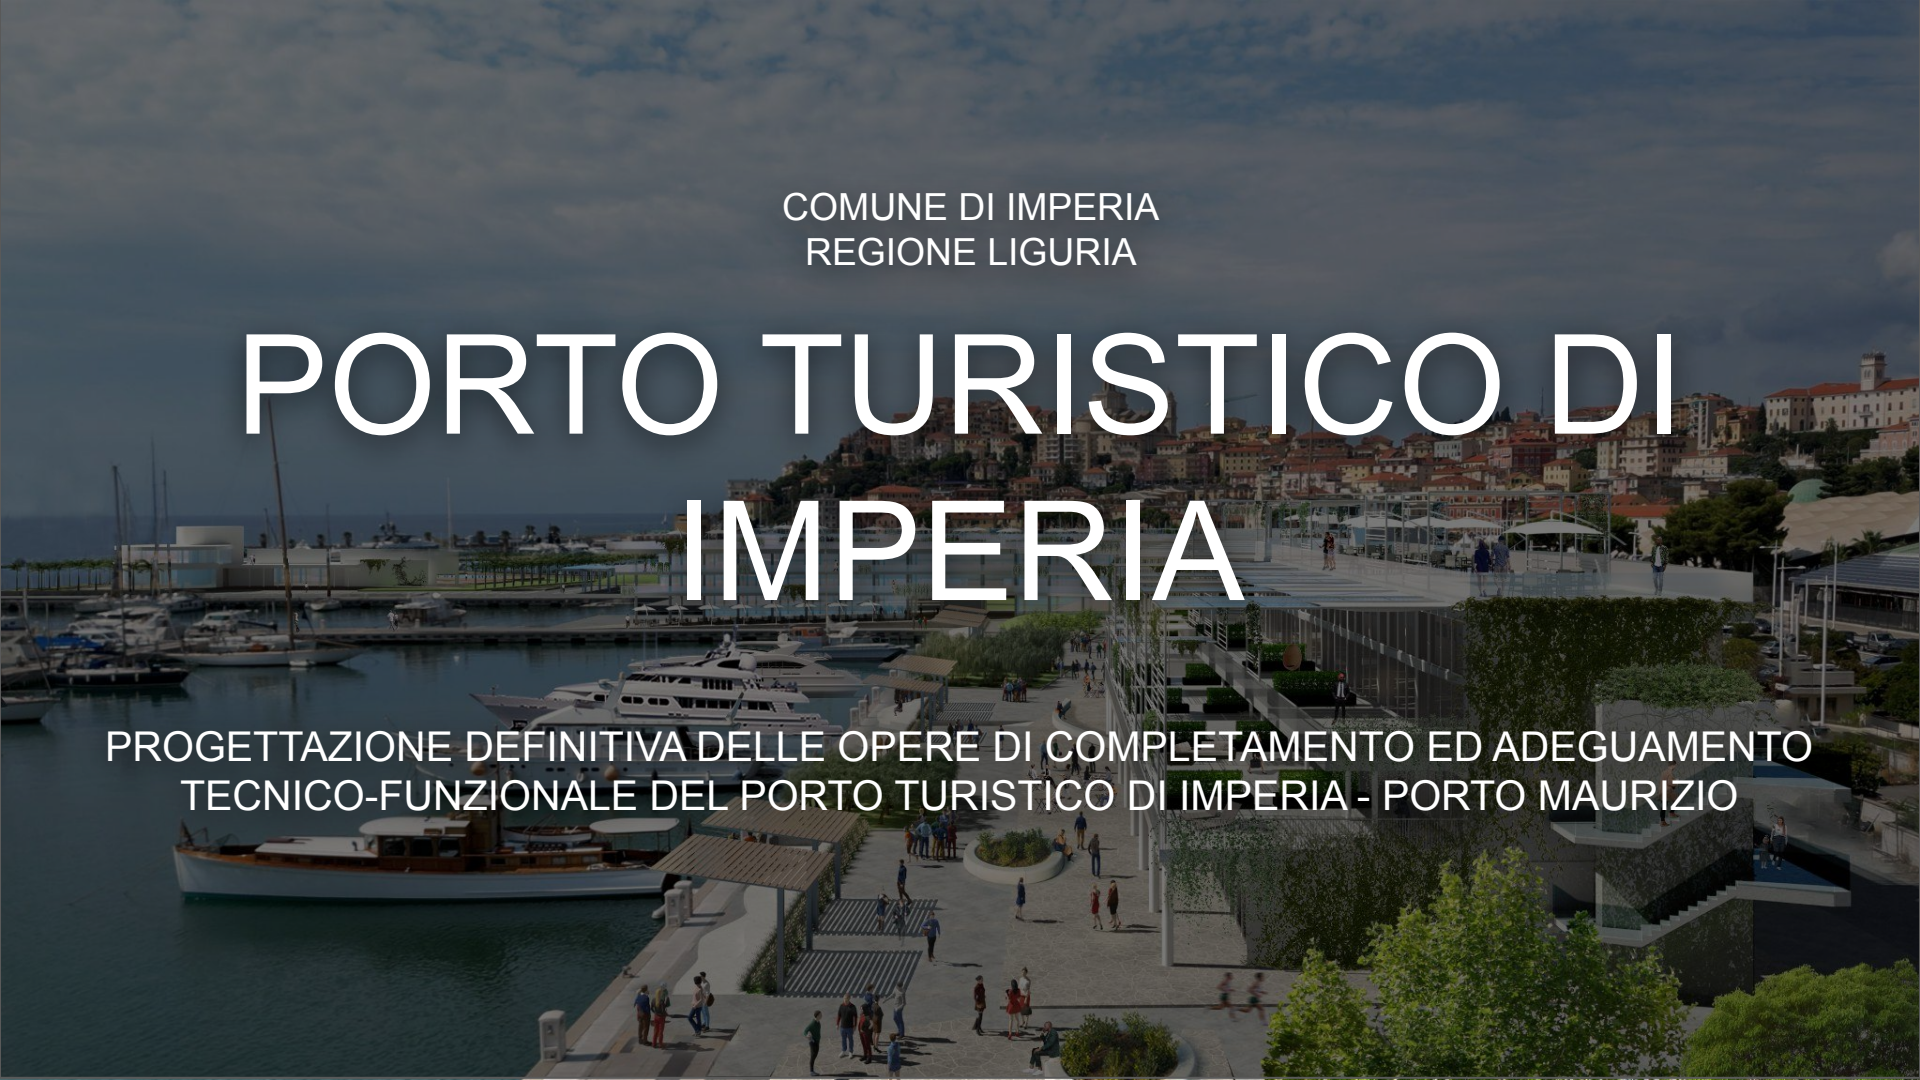 COMUNE DI IMPERIA
REGIONE LIGURIA
PORTO TURISTICO DI
IMPERIA
PROGETTAZIONE DEFINITIVA DELLE OPERE DI COMPLETAMENTO ED ADEGUAMENTO
TECNICO-FUNZIONALE DEL PORTO TURISTICO DI IMPERIA - PORTO MAURIZIO